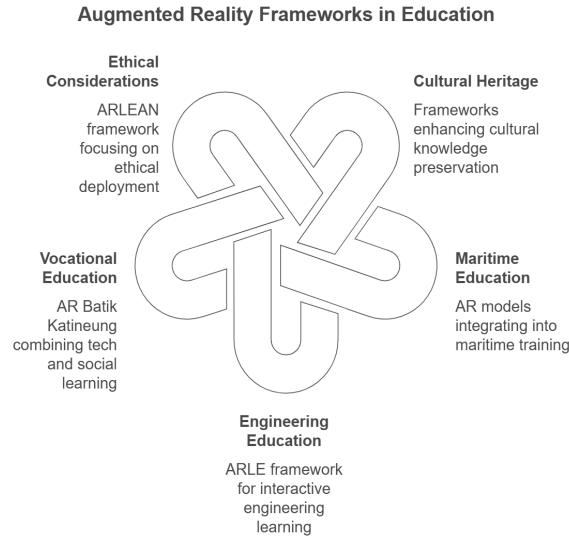 Augmented Reality Frameworks in Education
Ethical
Considerations
ARLEAN
framework
focusing on
ethical
deployment
Cultural Heritage
Frameworks
enhancing cultural
knowledge
preservation
Vocational
Education
AR Batik
Katineung
combining tech
and social
learning
Maritime
Education
AR models
integrating into
maritime training
Engineering
Education
ARLE framework
for interactive
engineering
learning